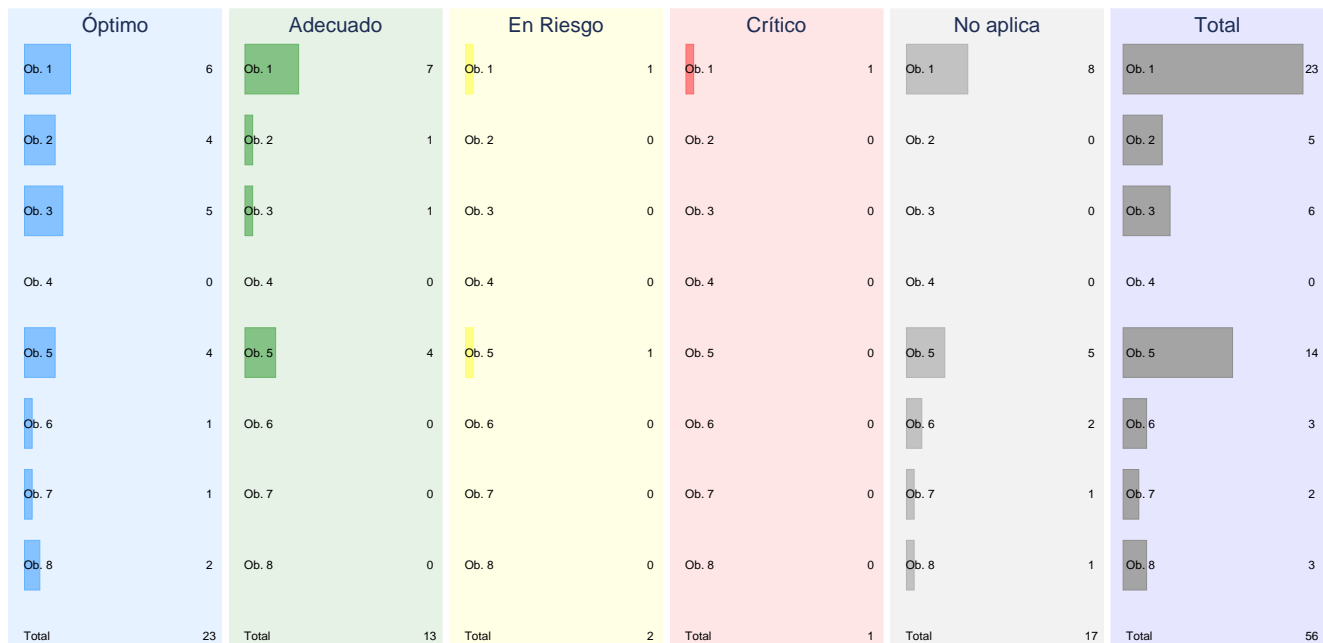 Óptimo Adecuado En Riesgo Crítico No aplica Total
Ob. 1 6 Ob. 1 7 Ob. 1 1 Ob. 1 1 Ob. 1 8 Ob. 1 23
Ob. 2 4 Ob. 2 1 Ob. 2 0 Ob. 2 0 Ob. 2 0 Ob. 2 5
Ob. 3 5 Ob. 3 1 Ob. 3 0 Ob. 3 0 Ob. 3 0 Ob. 3 6
Ob. 4 0 Ob. 4 0 Ob. 4 0 Ob. 4 0 Ob. 4 0 Ob. 4 0
Ob. 5 4 Ob. 5 4 Ob. 5 1 Ob. 5 0 Ob. 5 5 Ob. 5 14
Ob. 6 1 Ob. 6 0 Ob. 6 0 Ob. 6 0 Ob. 6 2 Ob. 6 3
Ob. 7 1 Ob. 7 0 Ob. 7 0 Ob. 7 0 Ob. 7 1 Ob. 7 2
Ob. 8 2 Ob. 8 0 Ob. 8 0 Ob. 8 0 Ob. 8 1 Ob. 8 3
Total 23 Total 13 Total 2 Total 1 Total 17 Total 56